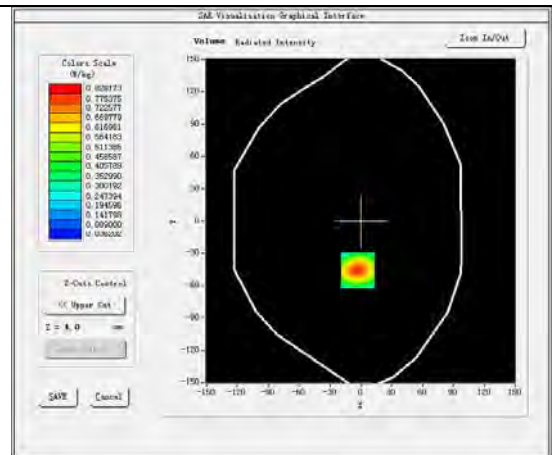 SAR Visualisation Graphical Interface
Volume Radiated Intensity
Zoom In/Out
Colors Scale
(W/kg)
0.828173
0.775375
0.722577
0.669779
0.616981
0.564183
0.511385
0.458587
0.405789
0.352990
0.300192
0.247394
0.194596
0.141798
0.089000
0.036202
Z-Cuts Control
<< Upper Cut
Z = 4.0 mm
SAVE
Cancel
150
120
90
60
30
0
-30
-60
-90
-120
-150
Y
-150 -120 -90 -60 -30 0 30 60 90 120 150
X